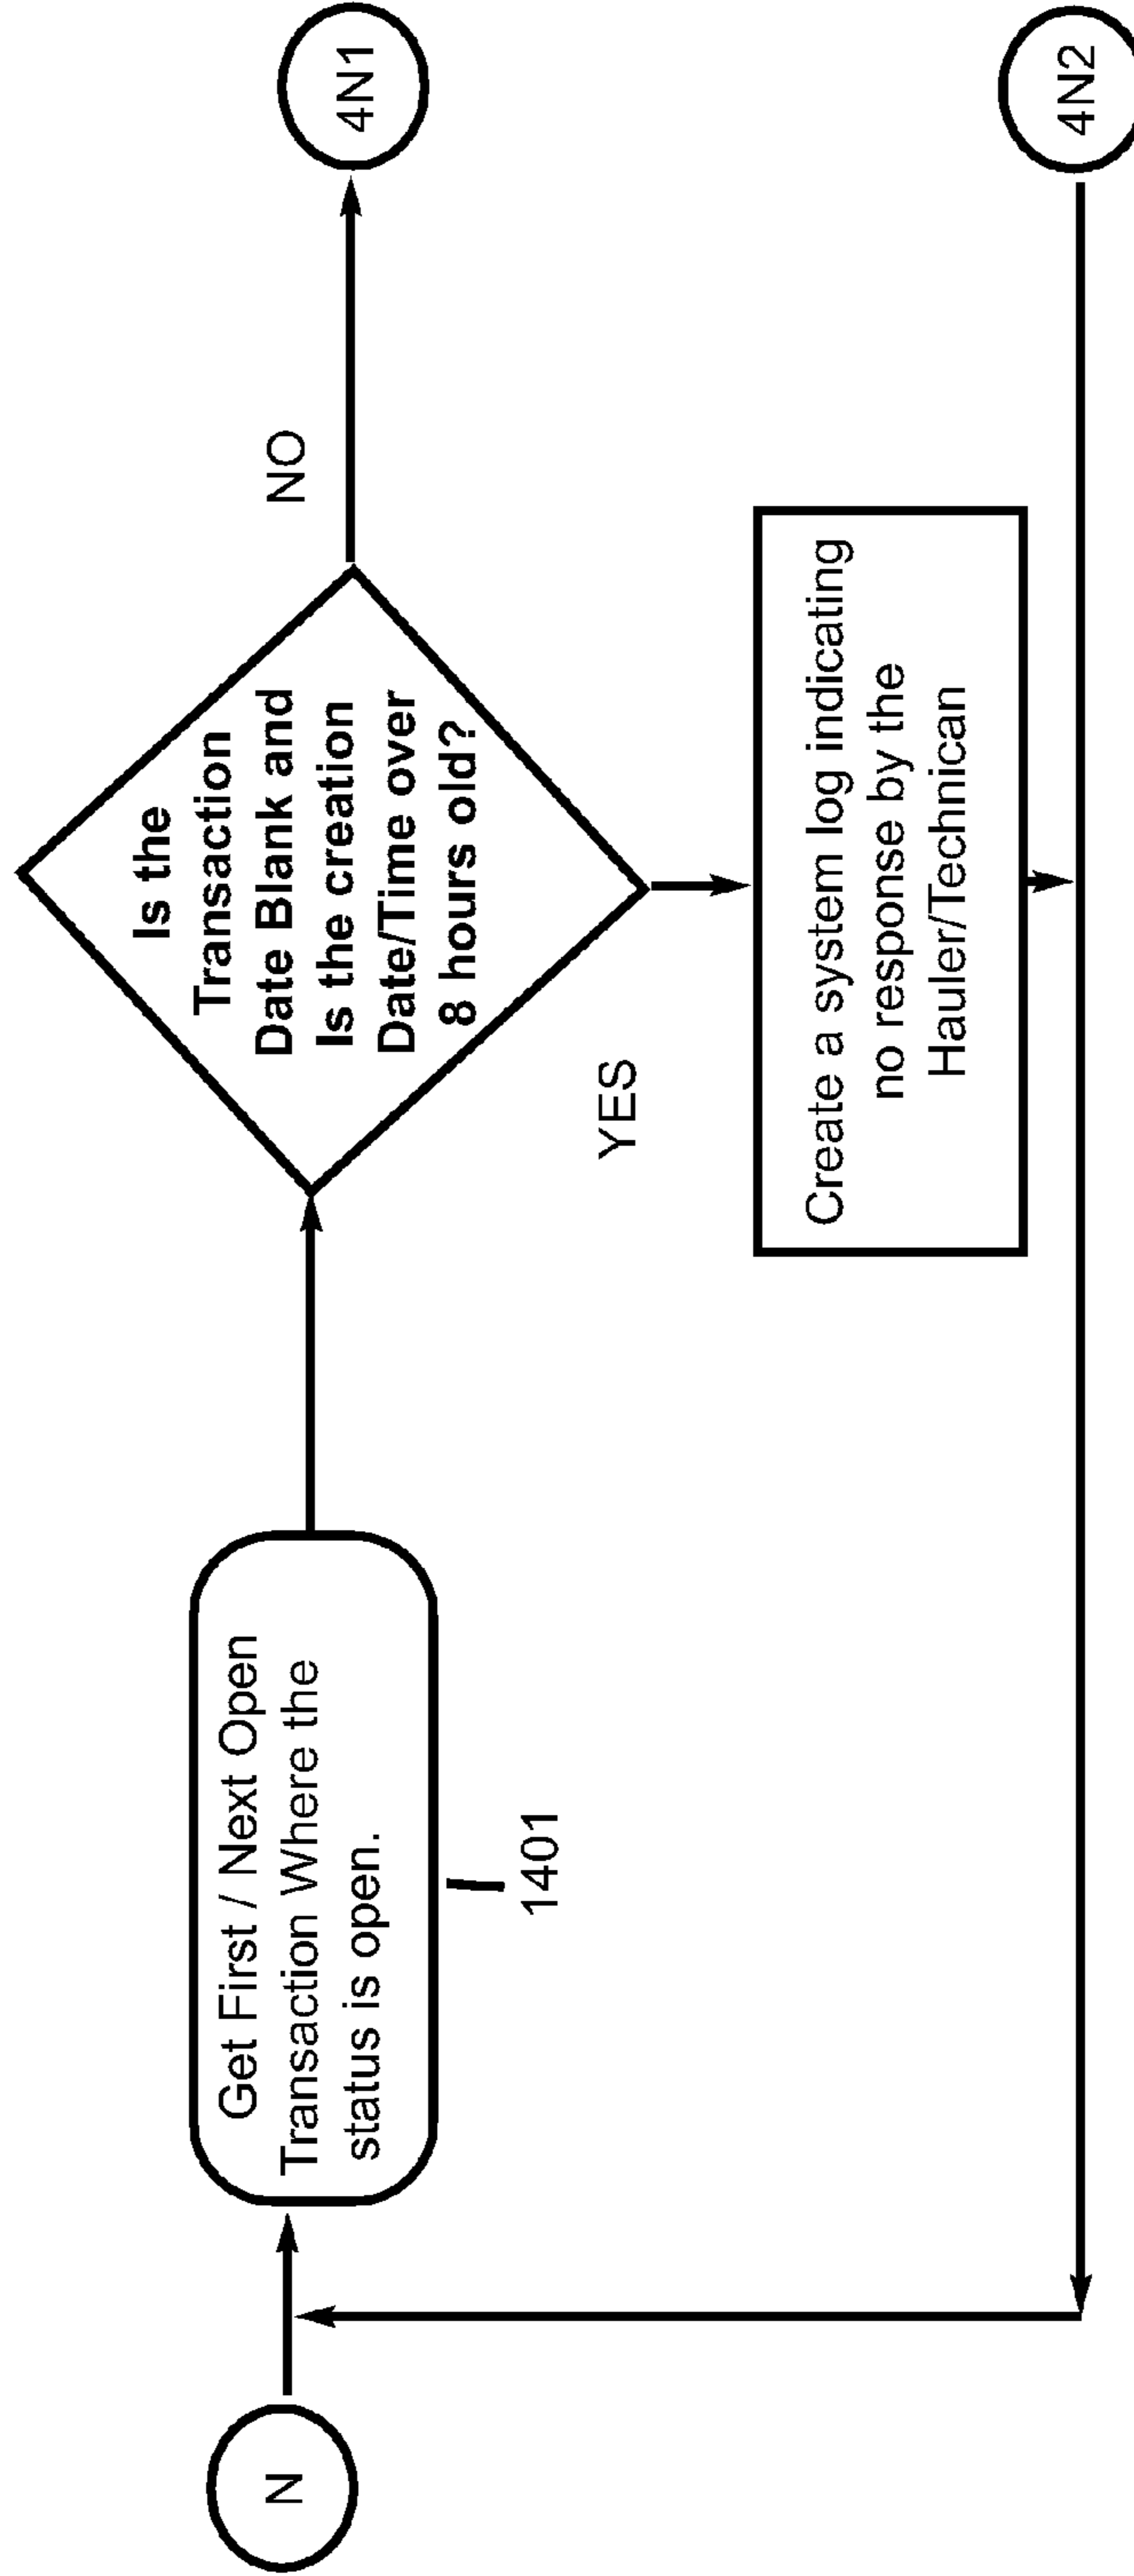 N
Get First / Next Open
Transaction Where the
status is open.
1401
Is the
Transaction
Date Blank and
Is the creation
Date/Time over
8 hours old?
NO
4N1
YES
Create a system log indicating
no response by the
Hauler/Technican
4N2